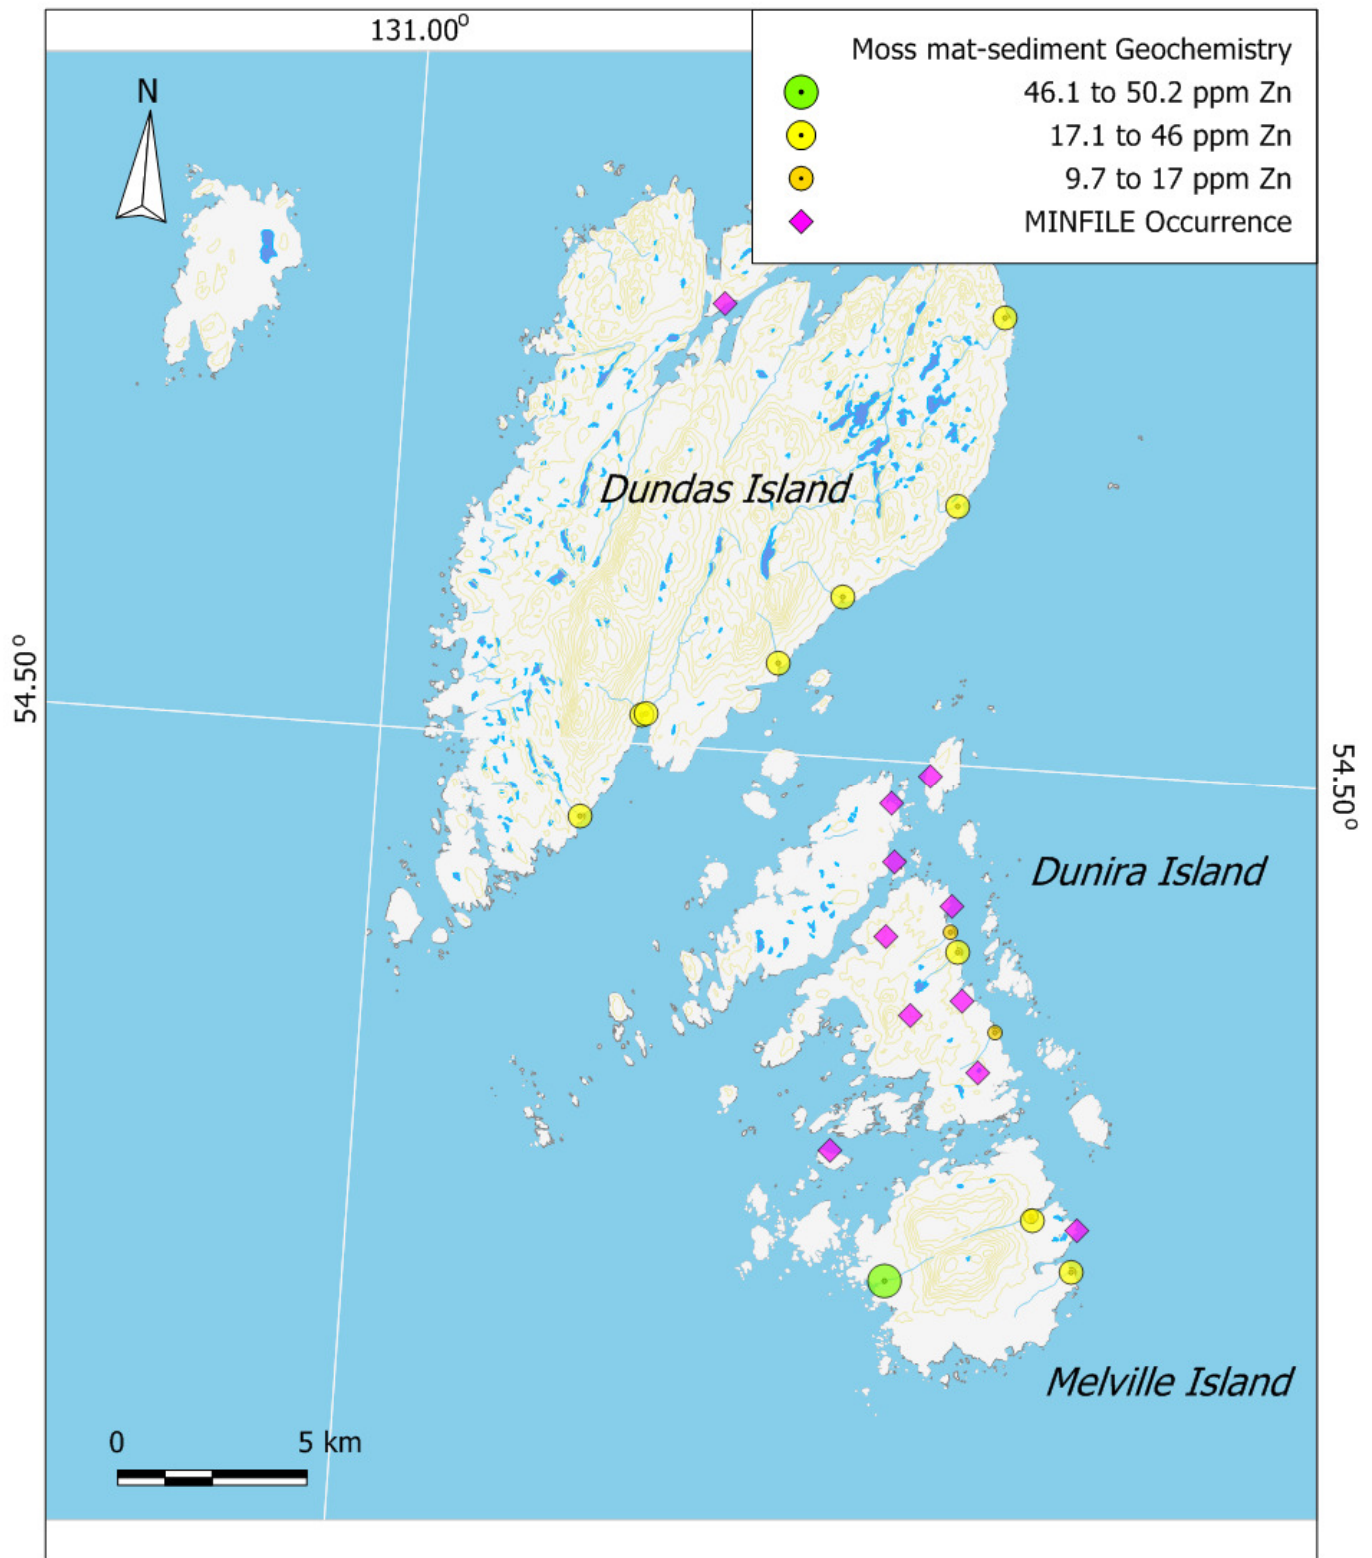 131.00°
Moss mat-sediment Geochemistry
46.1 to 50.2 ppm Zn
17.1 to 46 ppm Zn
9.7 to 17 ppm Zn
MINFILE Occurrence
N
Dundas Island
54.50°
54.50°
Dunira Island
Melville Island
0 5 km